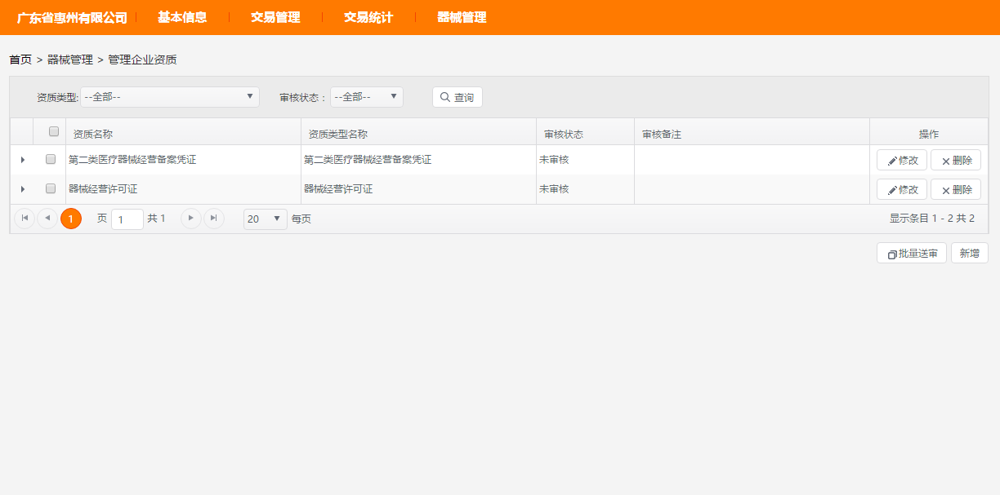 广东省惠州有限公司 基本信息 交易管理 交易统计 器械管理
首页 > 器械管理 > 管理企业资质
资质类型: --全部-- 审核状态： --全部-- 查询
资质名称 资质类型名称 审核状态 审核备注 操作
第二类医疗器械经营备案凭证 第二类医疗器械经营备案凭证 未审核 修改 删除
器械经营许可证 器械经营许可证 未审核 修改 删除
1 页 1 共 1 20 每页 显示条目 1 - 2 共 2
批量送审 新增